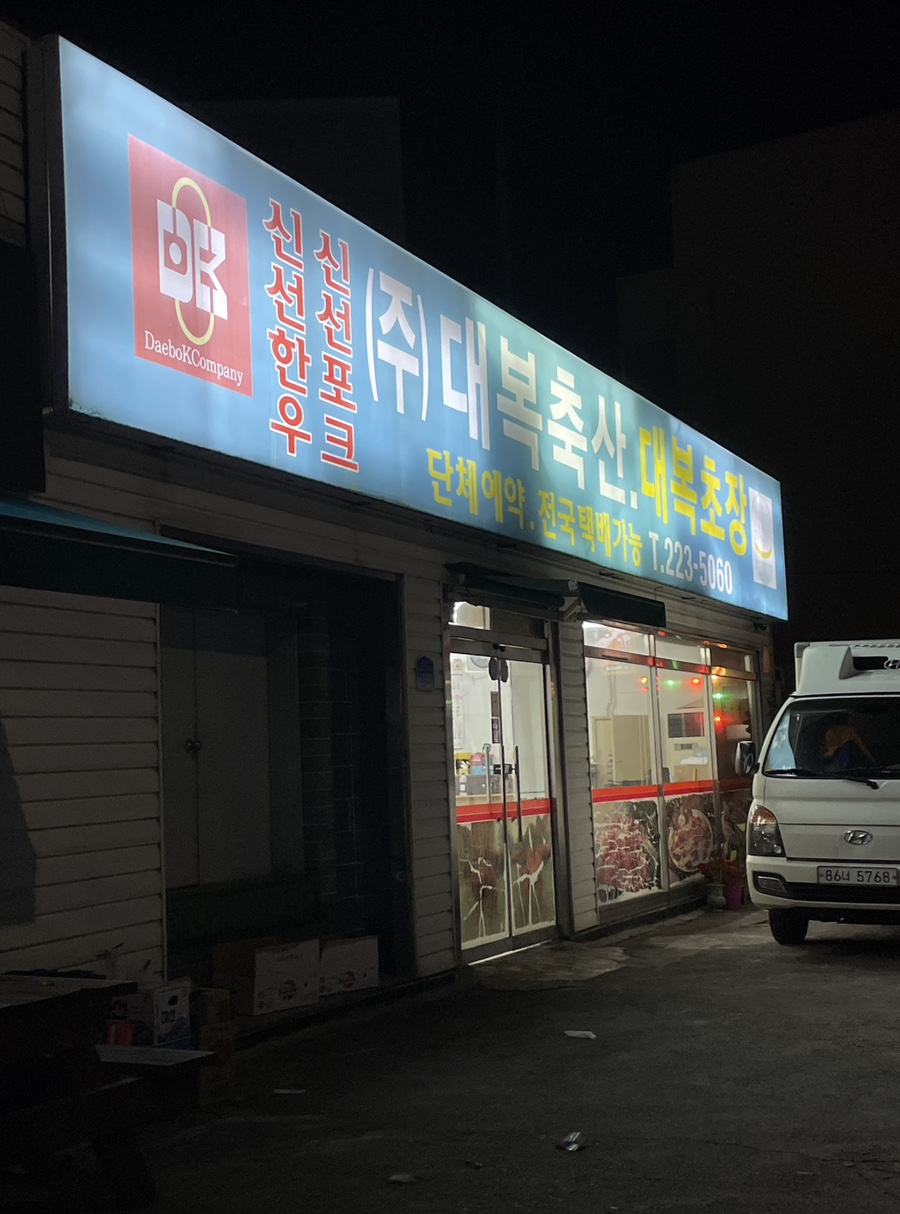 DK
DaeboKCompany
신선한우
신선포크
(주)대복축산.대복초장
단체예약.전국택배가능 T.223-5060
86너 5768